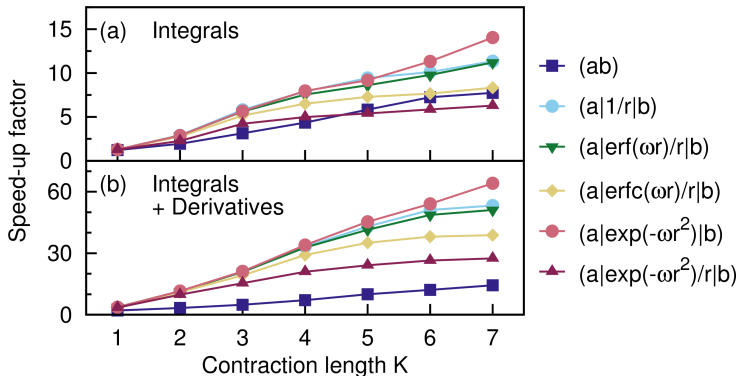 (a) Integrals
15
10
5
0
(b) Integrals
+ Derivatives
60
30
0
Speed-up factor
1 2 3 4 5 6 7
Contraction length K
(ab)
(a|1/r|b)
(a|erf(ωr)/r|b)
(a|erfc(ωr)/r|b)
(a|exp(-ωr²)|b)
(a|exp(-ωr²)/r|b)